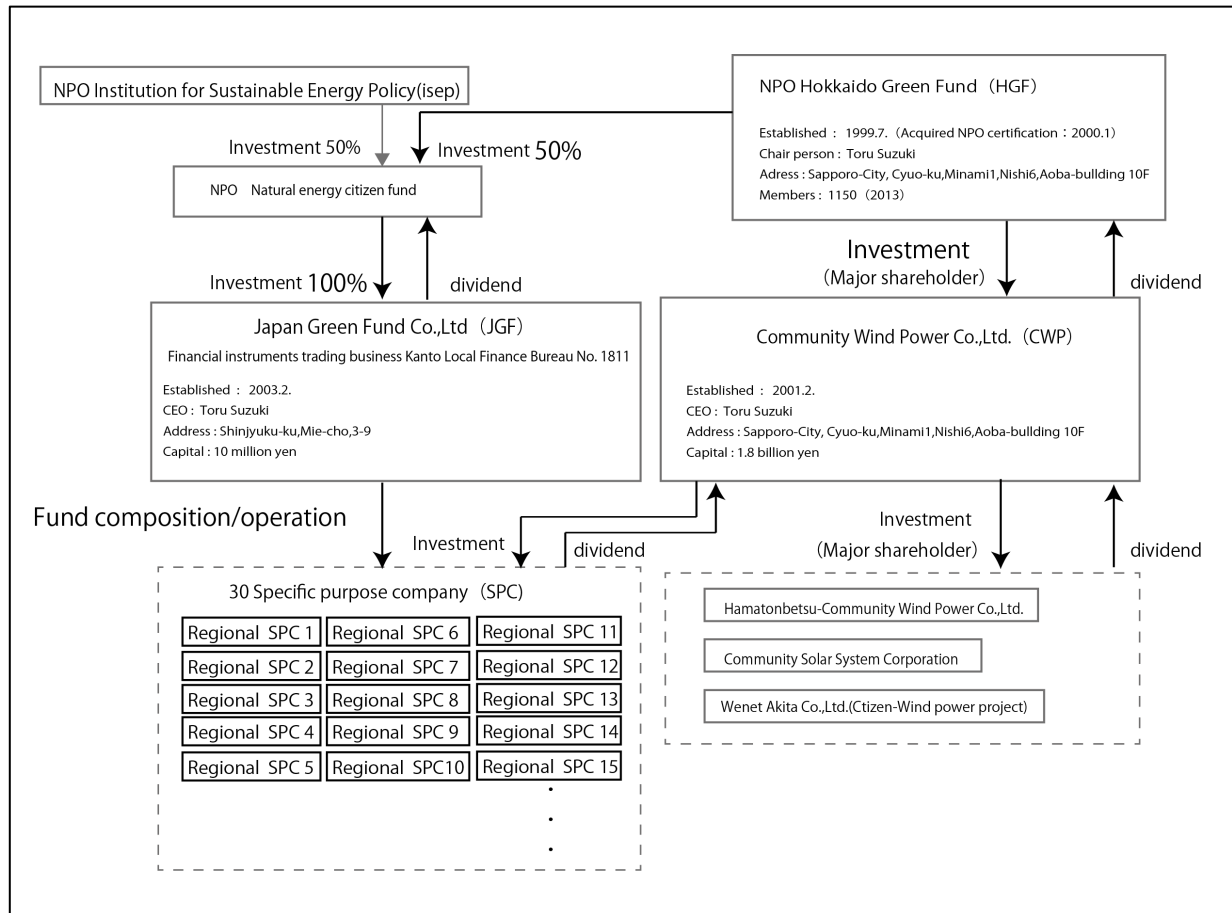 NPO Institution for Sustainable Energy Policy(isep)
NPO Hokkaido Green Fund（HGF）
Established : 1999.7.（Acquired NPO certification : 2000.1）
Chair person : Toru Suzuki
Adress : Sapporo-City, Cyuo-ku,Minami1,Nishi6,Aoba-bullding 10F
Members : 1150（2013）
Investment 50%
Investment 50%
NPO Natural energy citizen fund
Investment 100%
dividend
Investment
（Major shareholder）
dividend
Japan Green Fund Co.,Ltd（JGF）
Financial instruments trading business Kanto Local Finance Bureau No. 1811
Established : 2003.2.
CEO : Toru Suzuki
Address : Shinjyuku-ku,Mie-cho,3-9
Capital : 10 million yen
Community Wind Power Co.,Ltd.（CWP）
Established : 2001.2.
CEO : Toru Suzuki
Address : Sapporo-City, Cyuo-ku,Minami1,Nishi6,Aoba-bullding 10F
Capital : 1.8 billion yen
Fund composition/operation
Investment
dividend
Investment
（Major shareholder）
dividend
30 Specific purpose company（SPC）
Regional SPC 1
Regional SPC 2
Regional SPC 3
Regional SPC 4
Regional SPC 5
Regional SPC 6
Regional SPC 7
Regional SPC 8
Regional SPC 9
Regional SPC10
Regional SPC 11
Regional SPC 12
Regional SPC 13
Regional SPC 14
Regional SPC 15
Hamatonbetsu-Community Wind Power Co.,Ltd.
Community Solar System Corporation
Wenet Akita Co.,Ltd.(Ctizen-Wind power project)